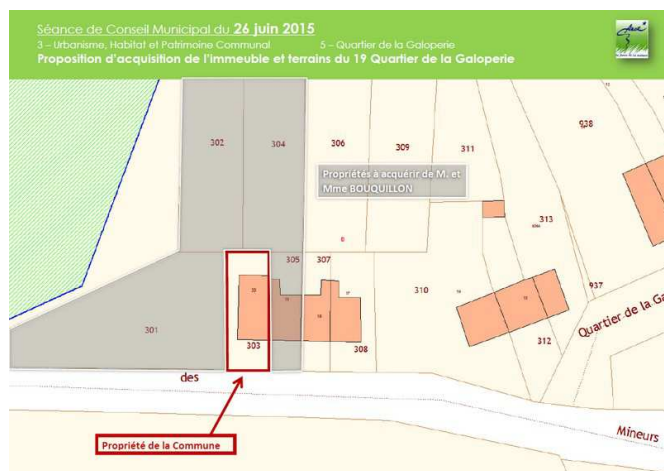 Séance de Conseil Municipal du 26 juin 2015
3 – Urbanisme, Habitat et Patrimoine Communal 5 – Quartier de la Galoperie
Proposition d'acquisition de l'immeuble et terrains du 19 Quartier de la Galoperie
302
304
306
309
311
938
Propriétés à acquérir de M. et
Mme BOUQUILLON
313
305
307
310
937
301
303
308
312
Quartier de la Ga
des
Mineurs
Propriété de la Commune